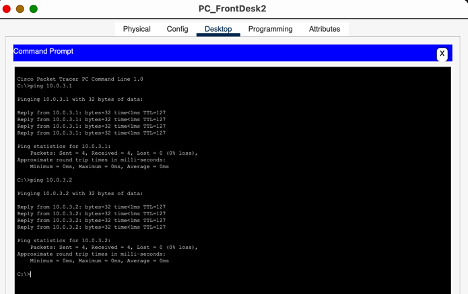 PC_FrontDesk2
Physical Config Desktop Programming Attributes
Command Prompt
X
Cisco Packet Tracer PC Command Line 1.0
C:\>ping 10.0.3.1
Pinging 10.0.3.1 with 32 bytes of data:
Reply from 10.0.3.1: bytes=32 time<1ms TTL=127
Reply from 10.0.3.1: bytes=32 time<1ms TTL=127
Reply from 10.0.3.1: bytes=32 time<1ms TTL=127
Reply from 10.0.3.1: bytes=32 time<1ms TTL=127
Ping statistics for 10.0.3.1:
Packets: Sent = 4, Received = 4, Lost = 0 (0% loss),
Approximate round trip times in milli-seconds:
Minimum = 0ms, Maximum = 0ms, Average = 0ms
C:\>ping 10.0.3.2
Pinging 10.0.3.2 with 32 bytes of data:
Reply from 10.0.3.2: bytes=32 time<1ms TTL=127
Reply from 10.0.3.2: bytes=32 time<1ms TTL=127
Reply from 10.0.3.2: bytes=32 time<1ms TTL=127
Reply from 10.0.3.2: bytes=32 time<1ms TTL=127
Ping statistics for 10.0.3.2:
Packets: Sent = 4, Received = 4, Lost = 0 (0% loss),
Approximate round trip times in milli-seconds:
Minimum = 0ms, Maximum = 0ms, Average = 0ms
C:\>